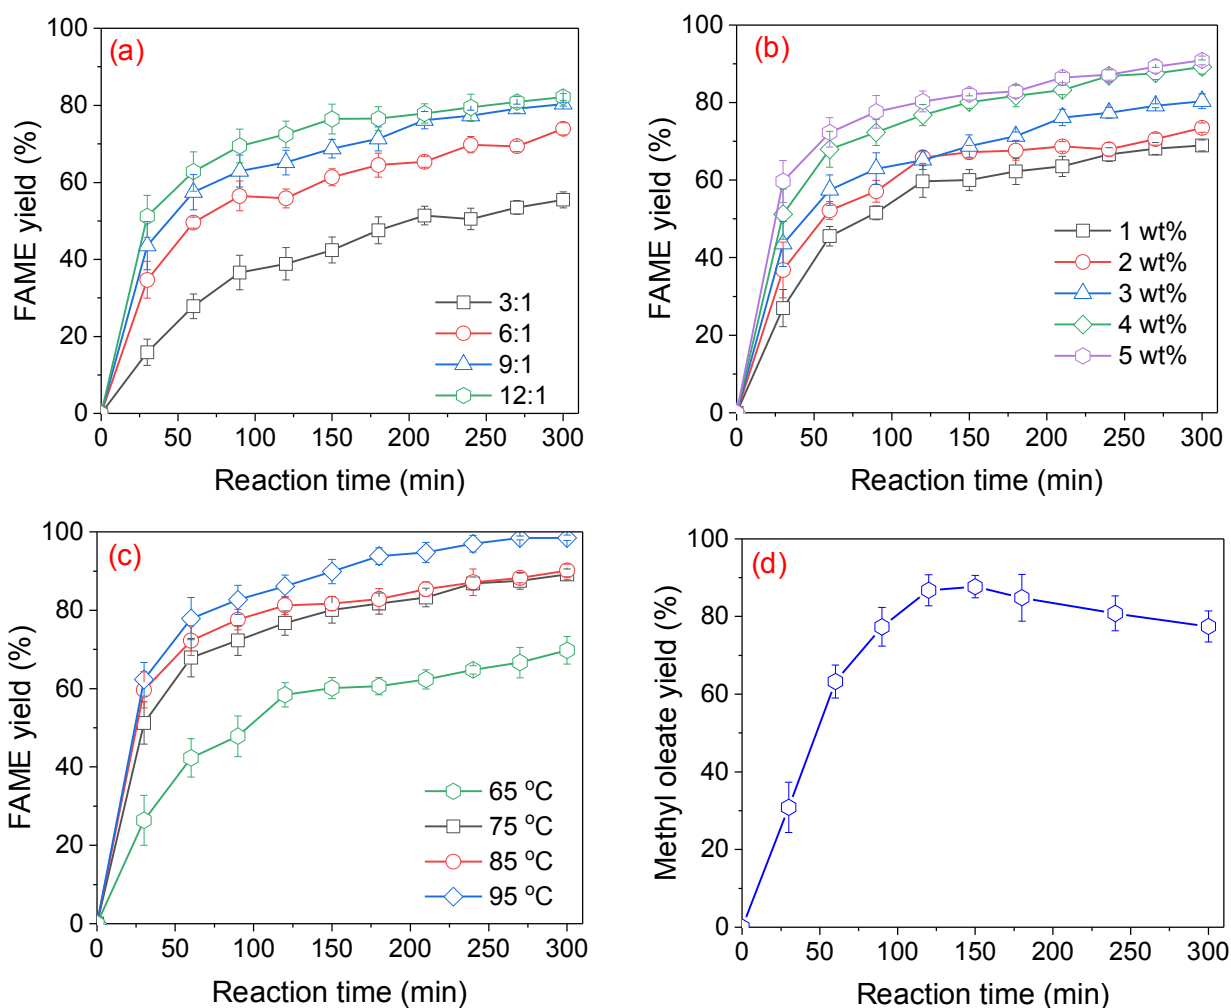 (a)
FAME yield (%)
100
80
60
40
20
0
3:1
6:1
9:1
12:1
0 50 100 150 200 250 300
Reaction time (min)
(b)
FAME yield (%)
100
80
60
40
20
0
1 wt%
2 wt%
3 wt%
4 wt%
5 wt%
0 50 100 150 200 250 300
Reaction time (min)
(c)
FAME yield (%)
100
80
60
40
20
0
65 °C
75 °C
85 °C
95 °C
0 50 100 150 200 250 300
Reaction time (min)
(d)
Methyl oleate yield (%)
100
80
60
40
20
0
0 50 100 150 200 250 300
Reaction time (min)